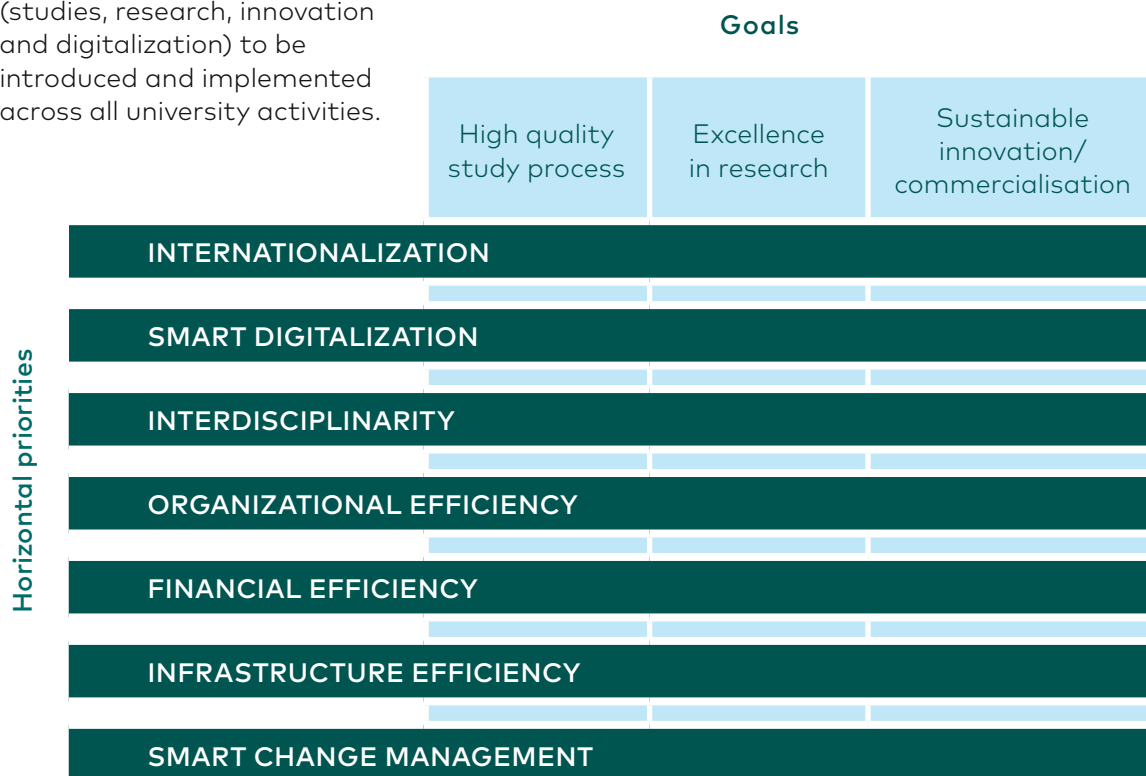 (studies, research, innovation
and digitalization) to be
introduced and implemented
across all university activities.
Goals
High quality
study process
Excellence
in research
Sustainable
innovation/
commercialisation
Horizontal priorities
INTERNATIONALIZATION
SMART DIGITALIZATION
INTERDISCIPLINARITY
ORGANIZATIONAL EFFICIENCY
FINANCIAL EFFICIENCY
INFRASTRUCTURE EFFICIENCY
SMART CHANGE MANAGEMENT